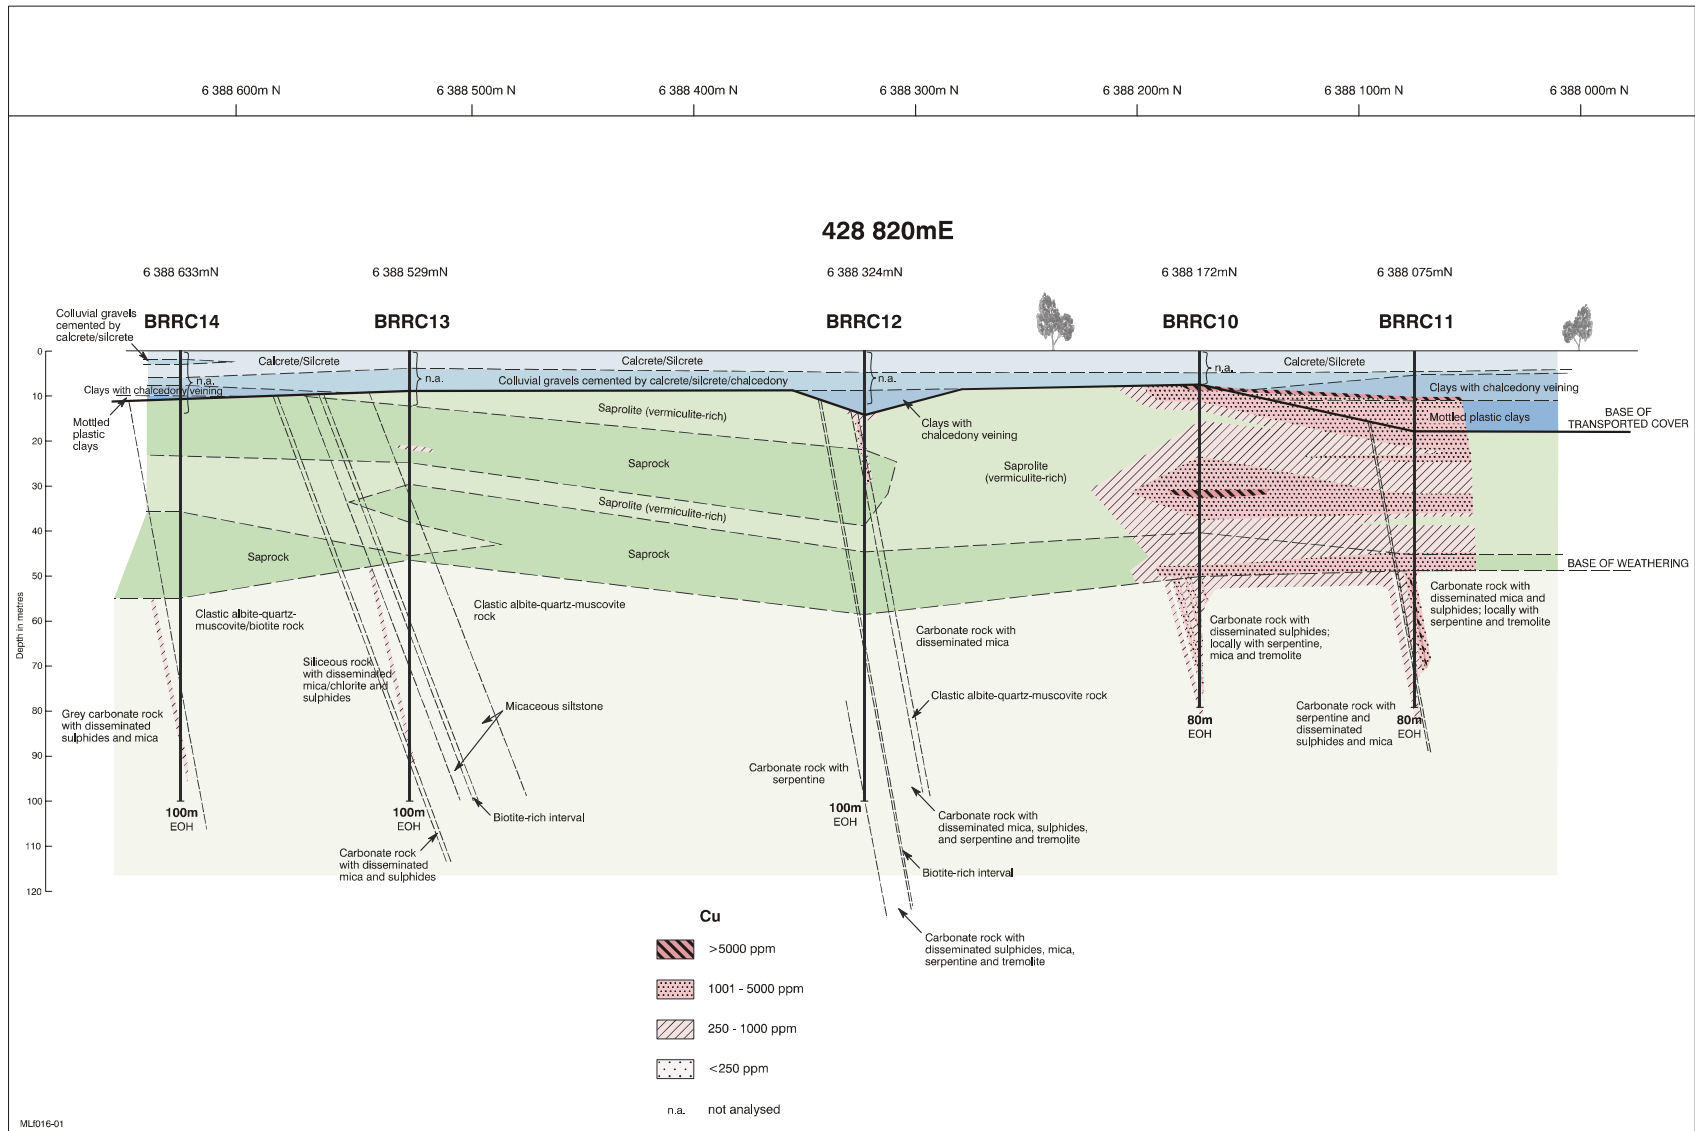 6 388 600m N
6 388 500m N
6 388 400m N
6 388 300m N
6 388 200m N
6 388 100m N
6 388 000m N
428 820mE
6 388 633mN
6 388 529mN
6 388 324mN
6 388 172mN
6 388 075mN
BRRC14
BRRC13
BRRC12
BRRC10
BRRC11
Colluvial gravels
cemented by
calcrete/silcrete
Calcrete/Silcrete
Calcrete/Silcrete
Calcrete/Silcrete
n.a.
n.a.
n.a.
n.a.
Clays with chalcedony veining
Colluvial gravels cemented by calcrete/silcrete/chalcedony
Clays with chalcedony veining
Mottled
plastic
clays
Saprolite (vermiculite-rich)
Clays with
chalcedony veining
Mottled plastic clays
BASE OF
TRANSPORTED COVER
Saprock
Saprolite
(vermiculite-rich)
Saprolite (vermiculite-rich)
Saprock
Saprock
BASE OF WEATHERING
0
10
20
30
40
50
60
70
80
90
100
110
120
Depth in metres
Clastic albite-quartz-
muscovite/biotite rock
Clastic albite-quartz-muscovite
rock
Carbonate rock with
disseminated mica
Carbonate rock with
disseminated sulphides;
locally with serpentine,
mica and tremolite
Carbonate rock with
disseminated mica and
sulphides; locally with
serpentine and tremolite
Siliceous rock
with disseminated
mica/chlorite and
sulphides
Clastic albite-quartz-muscovite rock
Micaceous siltstone
Grey carbonate rock
with disseminated
sulphides and mica
Carbonate rock with
serpentine and
disseminated
sulphides and mica
80m
EOH
80m
EOH
Carbonate rock with
serpentine
100m
EOH
100m
EOH
100m
EOH
Biotite-rich interval
Carbonate rock with
disseminated mica, sulphides,
and serpentine and tremolite
Carbonate rock
with disseminated
mica and sulphides
Biotite-rich interval
Carbonate rock with
disseminated sulphides, mica,
serpentine and tremolite
Cu
>5000 ppm
1001 - 5000 ppm
250 - 1000 ppm
<250 ppm
n.a. not analysed
MLf016-01